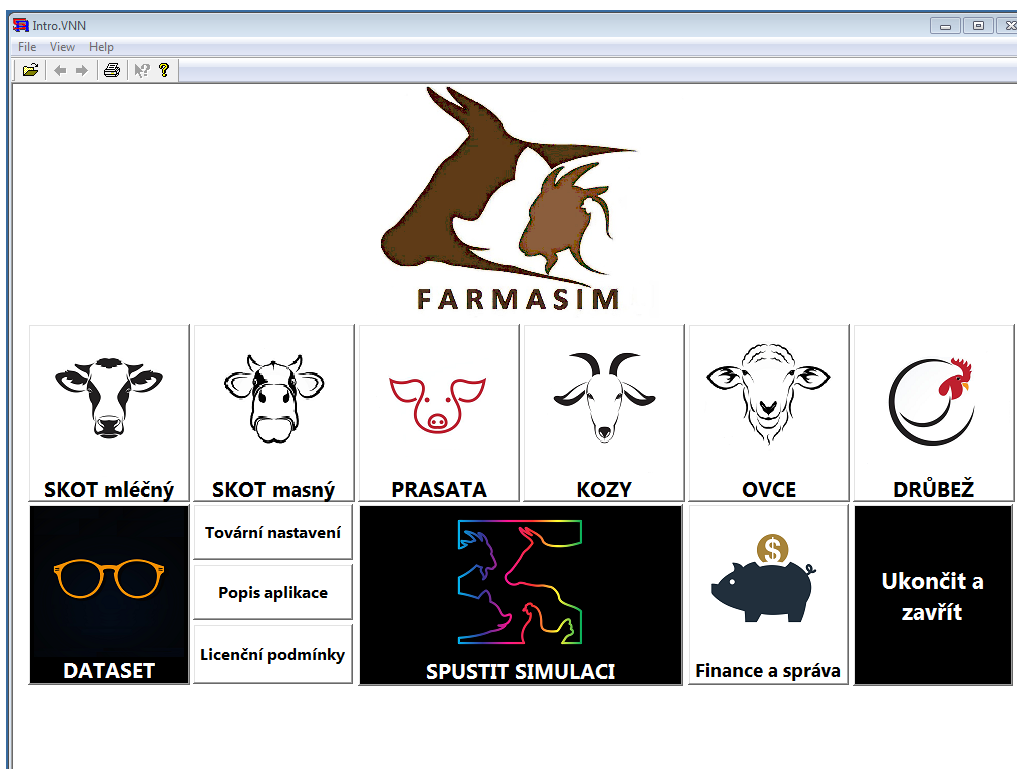 Intro.VNN
File View Help
FARMASIM
SKOT mléčný
SKOT masný
PRASATA
KOZY
OVCE
DRŮBEŽ
DATASET
Tovární nastavení
Popis aplikace
Licenční podmínky
SPUSTIT SIMULACI
$
Finance a správa
Ukončit a
zavřít